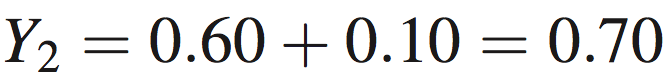 Y₂ = 0.60 + 0.10 = 0.70